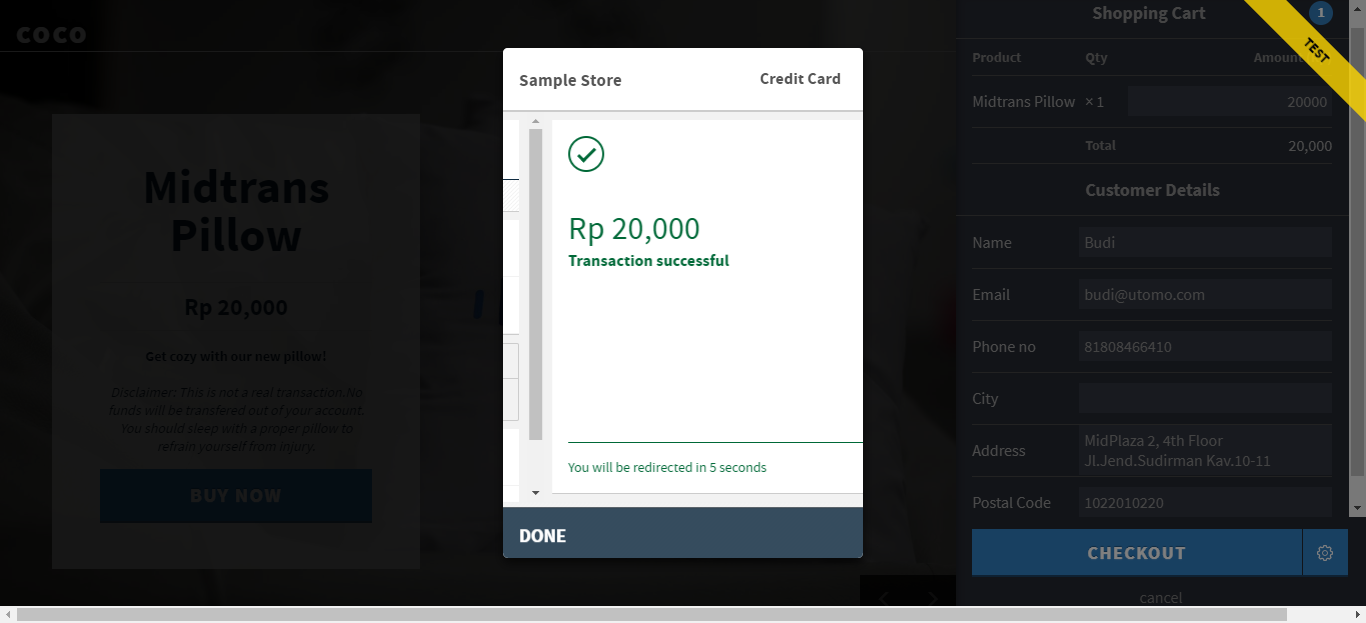 coco
Midtrans
Pillow
Rp 20,000
Get cozy with our new pillow!
Disclaimer: This is not a real transaction.No
funds will be transfered out of your account.
You should sleep with a proper pillow to
refrain yourself from injury.
BUY NOW
Sample Store
Credit Card
Rp 20,000
Transaction successful
You will be redirected in 5 seconds
DONE
Shopping Cart 1
TEST
Product Qty Amount
Midtrans Pillow × 1 20000
Total 20,000
Customer Details
Name Budi
Email budi@utomo.com
Phone no 81808466410
City
Address MidPlaza 2, 4th Floor
Jl.Jend.Sudirman Kav.10-11
Postal Code 1022010220
CHECKOUT
cancel